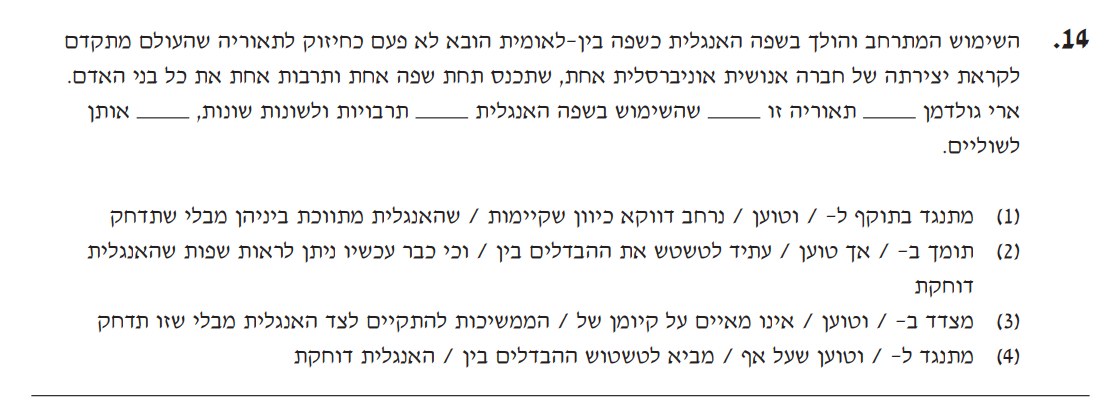 14. השימוש המתרחב והולך בשפה האנגלית כשפה בין-לאומית הובא לא פעם כחיזוק לתאוריה שהעולם מתקדם
לקראת יצירתה של חברה אנושית אוניברסלית אחת, שתכנס תחת שפה אחת ותרבות אחת את כל בני האדם.
ארי גולדמן _____ תאוריה זו _____ שהשימוש בשפה האנגלית _____ תרבויות ולשונות שונות, _____ אותן
לשוליים.
(1) מתנגד בתוקף ל- / וטוען / נרחב דווקא כיוון שקיימות / שהאנגלית מתווכת ביניהן מבלי שתדחק
(2) תומך ב- / אך טוען / עתיד לטשטש את ההבדלים בין / וכי כבר עכשיו ניתן לראות שפות שהאנגלית
דוחקת
(3) מצדד ב- / וטוען / אינו מאיים על קיומן של / הממשיכות להתקיים לצד האנגלית מבלי שזו תדחק
(4) מתנגד ל- / וטוען שעל אף / מביא לטשטוש ההבדלים בין / האנגלית דוחקת